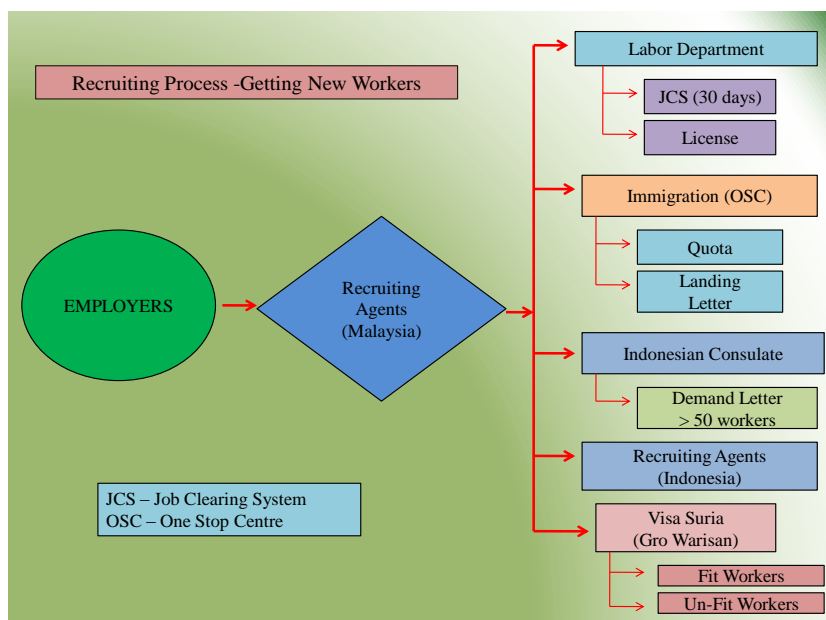 Recruiting Process -Getting New Workers
EMPLOYERS
Recruiting
Agents
(Malaysia)
Labor Department
JCS (30 days)
License
Immigration (OSC)
Quota
Landing
Letter
Indonesian Consulate
Demand Letter
> 50 workers
Recruiting Agents
(Indonesia)
Visa Suria
(Gro Warisan)
Fit Workers
Un-Fit Workers
JCS – Job Clearing System
OSC – One Stop Centre